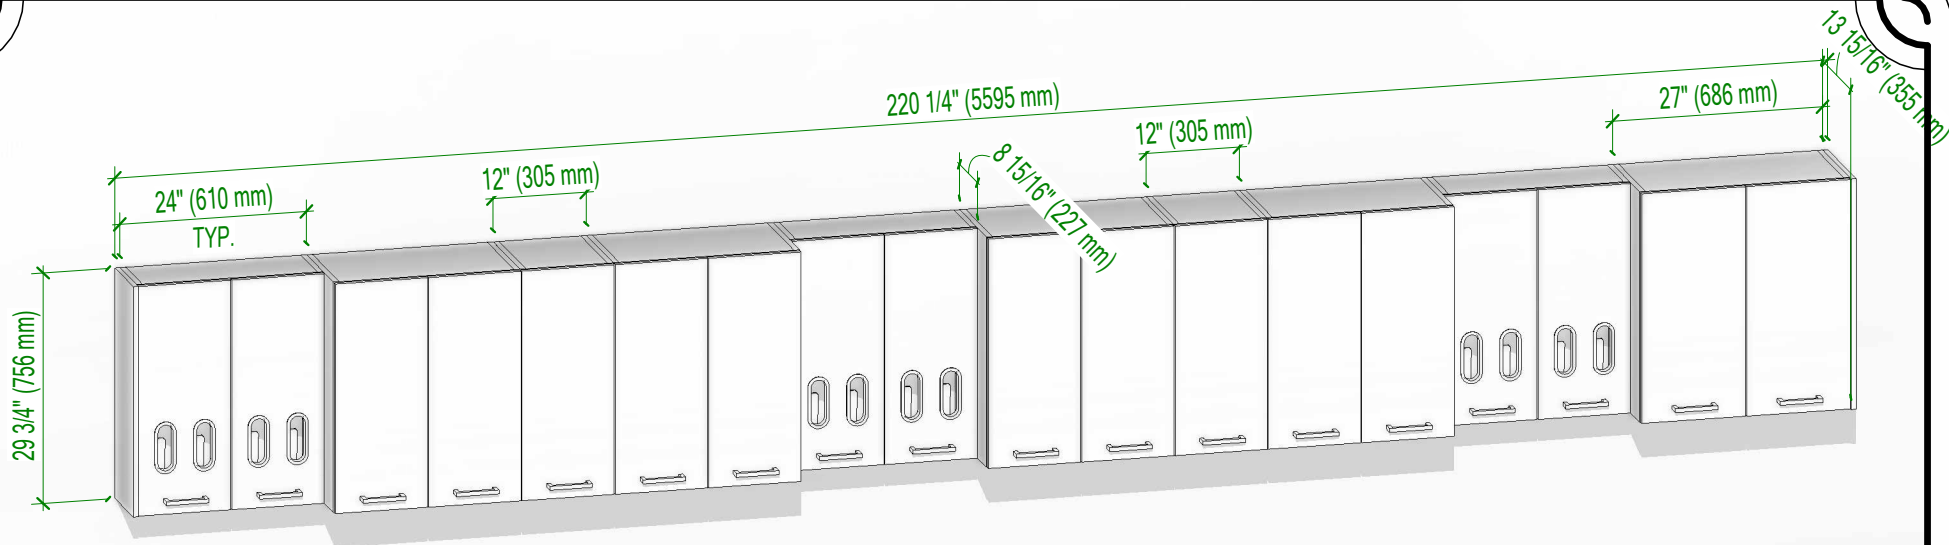 13 15/16" (355 mm)
220 1/4" (5595 mm)
27" (686 mm)
12" (305 mm)
8 15/16" (227 mm)
12" (305 mm)
24" (610 mm)
TYP.
29 3/4" (756 mm)